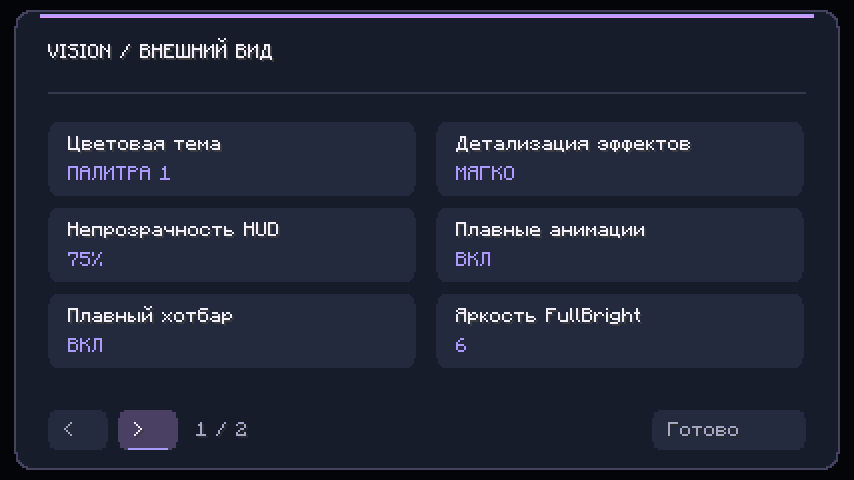 VISION / ВНЕШНИЙ ВИД
Цветовая тема
ПАЛИТРА 1
Детализация эффектов
МЯГКО
Непрозрачность HUD
75%
Плавные анимации
ВКЛ
Плавный хотбар
ВКЛ
Яркость FullBright
6
< > 1 / 2
Готово